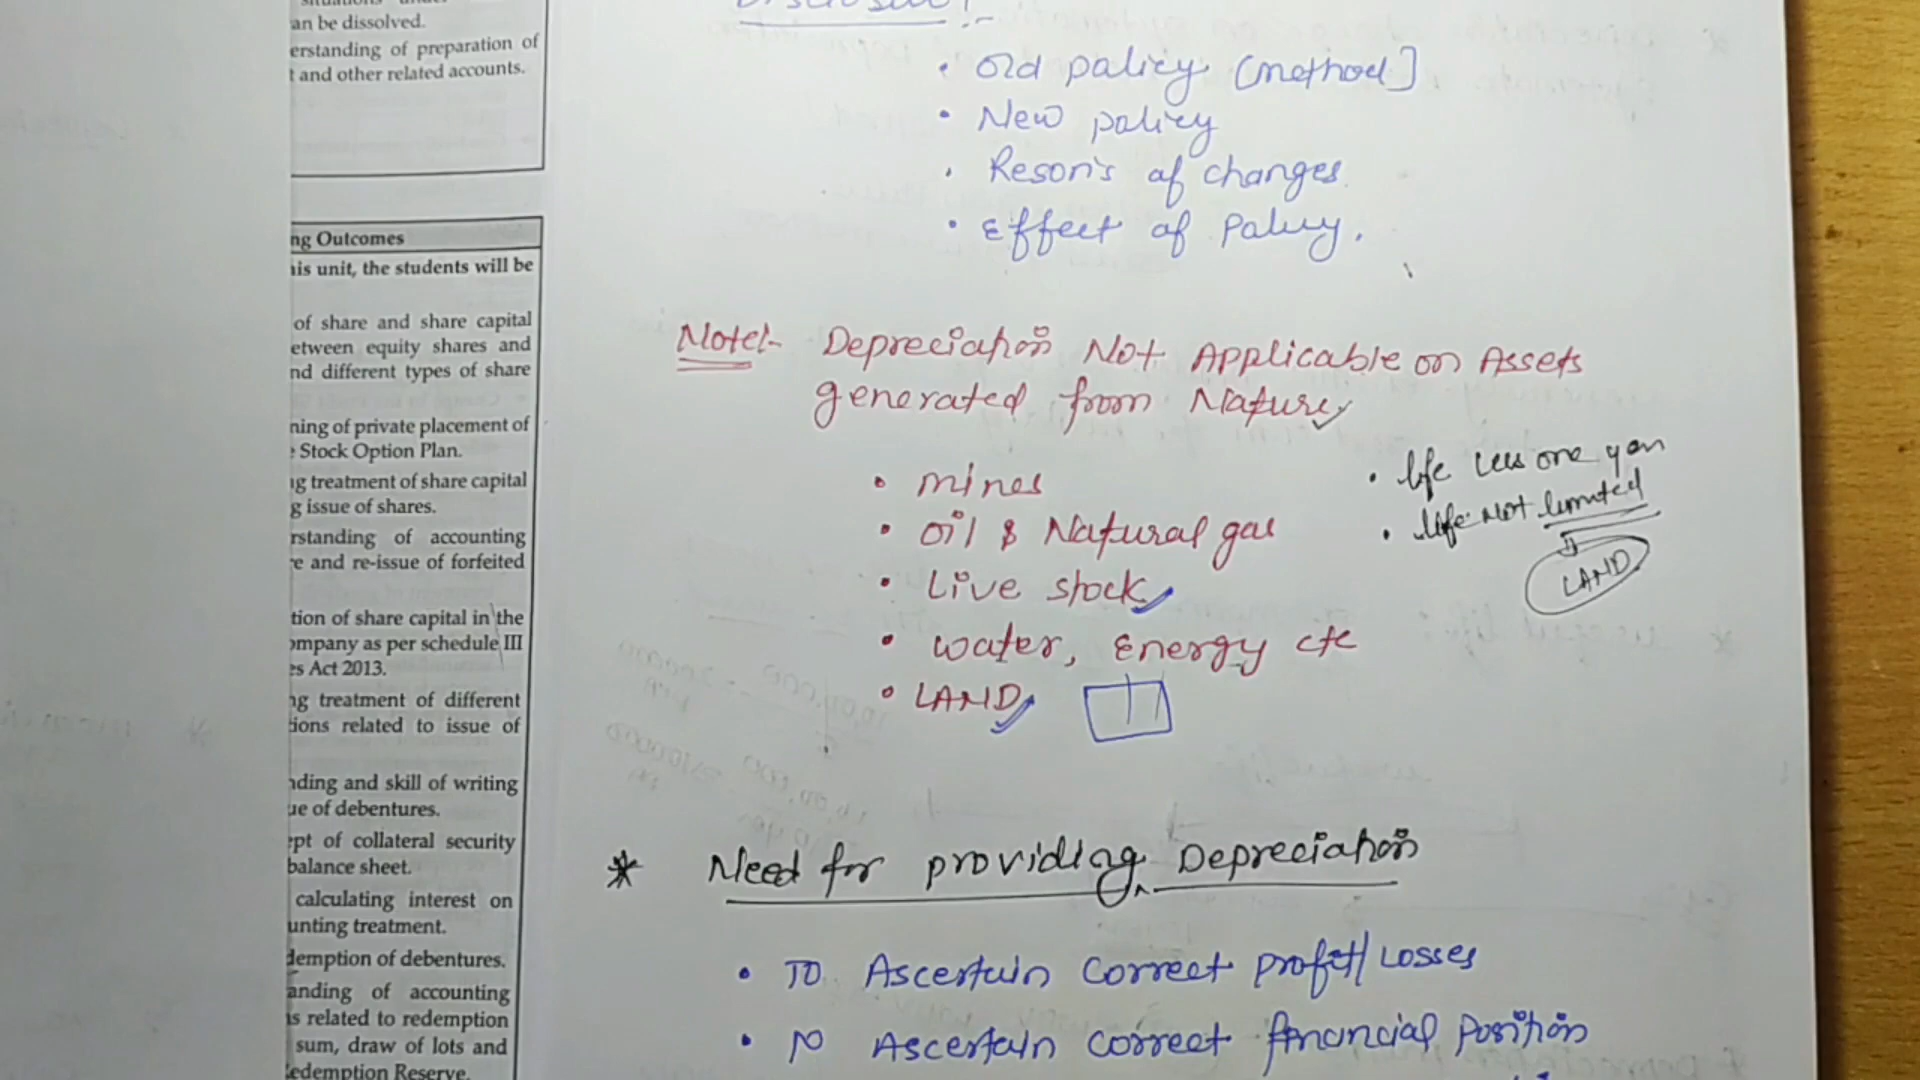 an be dissolved.
erstanding of preparation of
t and other related accounts.
ng Outcomes
nis unit, the students will be
of share and share capital
etween equity shares and
nd different types of share
ning of private placement of
Stock Option Plan.
ng treatment of share capital
g issue of shares.
rstanding of accounting
e and re-issue of forfeited
tion of share capital in the
ompany as per schedule III
es Act 2013.
ng treatment of different
tions related to issue of
nding and skill of writing
ue of debentures.
ept of collateral security
balance sheet.
calculating interest on
unting treatment.
demption of debentures.
anding of accounting
is related to redemption
sum, draw of lots and
Redemption Reserve.
• Old policy [method]
• New policy
• Reson's of changes
• Effect of Policy.
Note:- Depreciation Not Applicable on Assets
generated from Nature
• mines
• oil & Natural gas
• Live stock
• water, Energy etc
• LAND
• life less one year
• life Not limited
LAND
* Need for providing Depreciation
• To Ascertain correct profit/Losses
• To Ascertain correct financial position